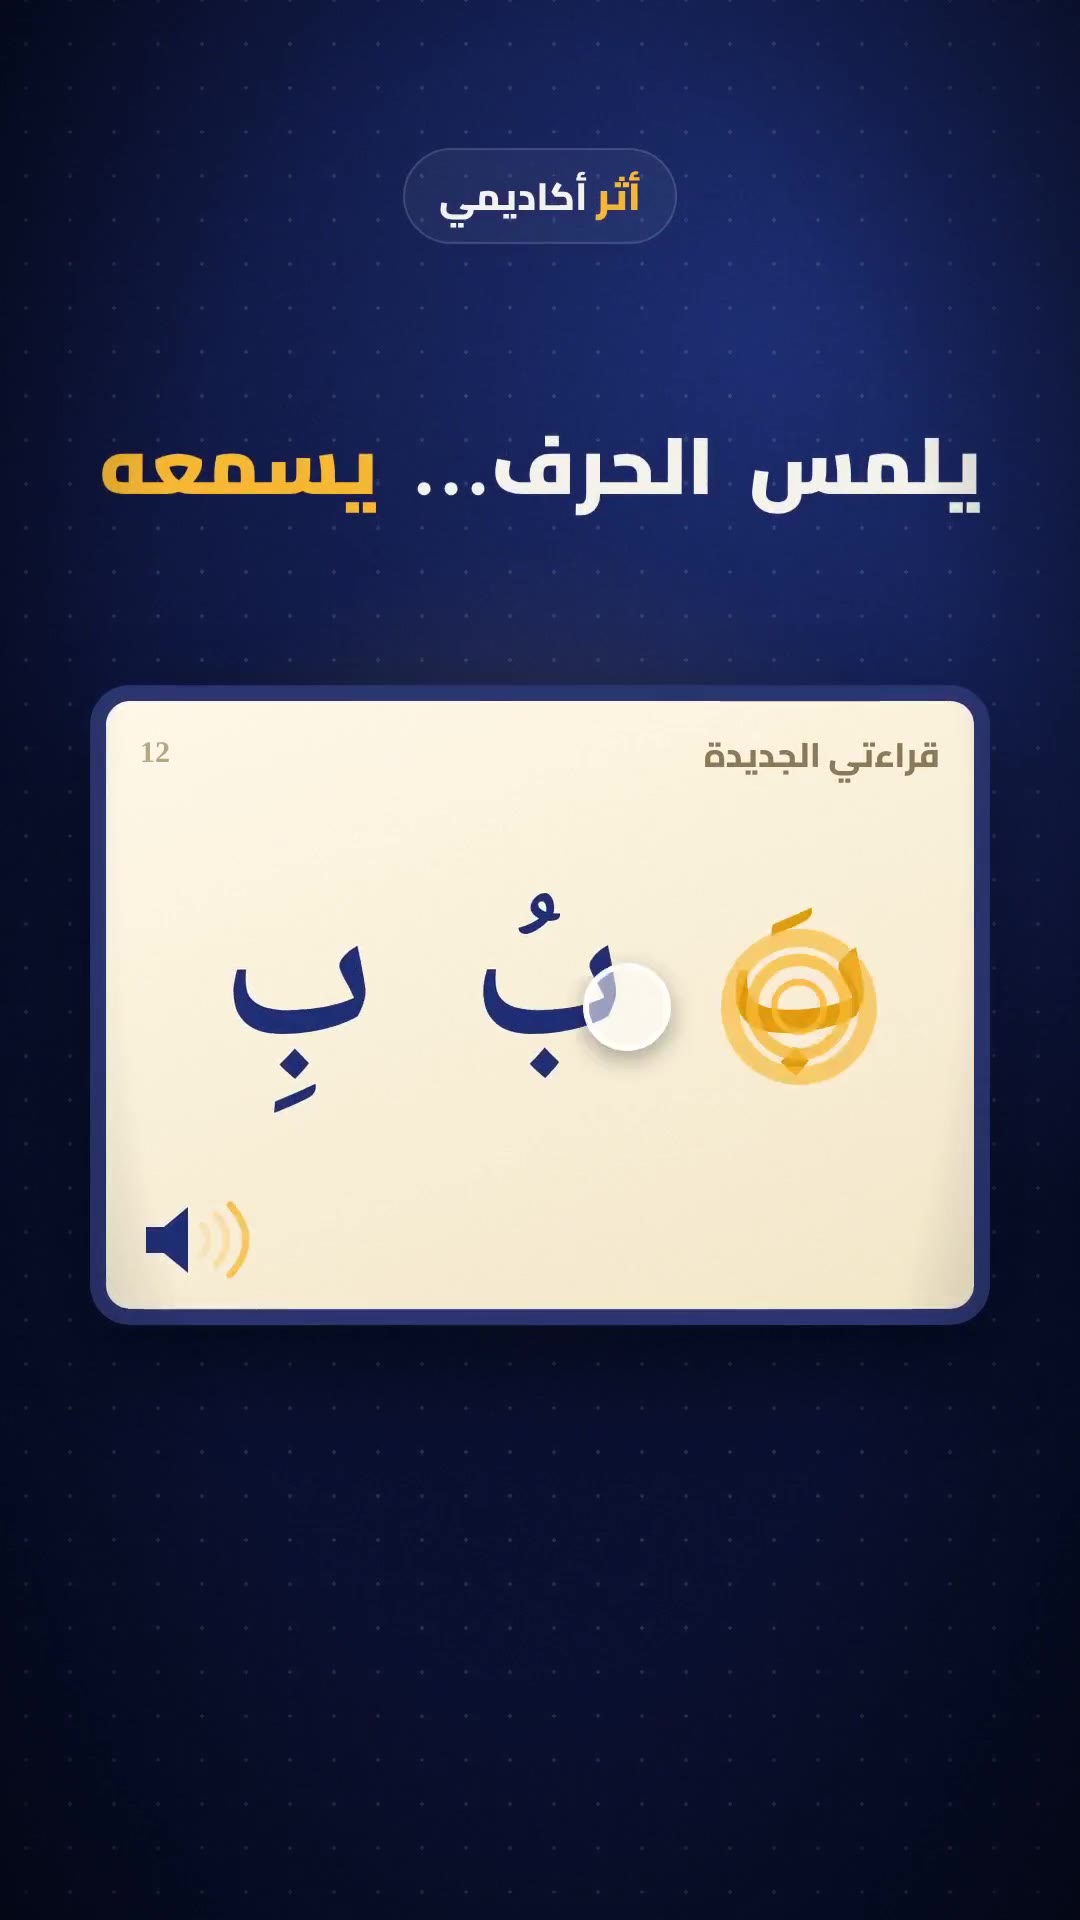 أثر أكاديمي
يلمس الحرف... يسمعه
قراءتي الجديدة
12
بَ بُ بِ